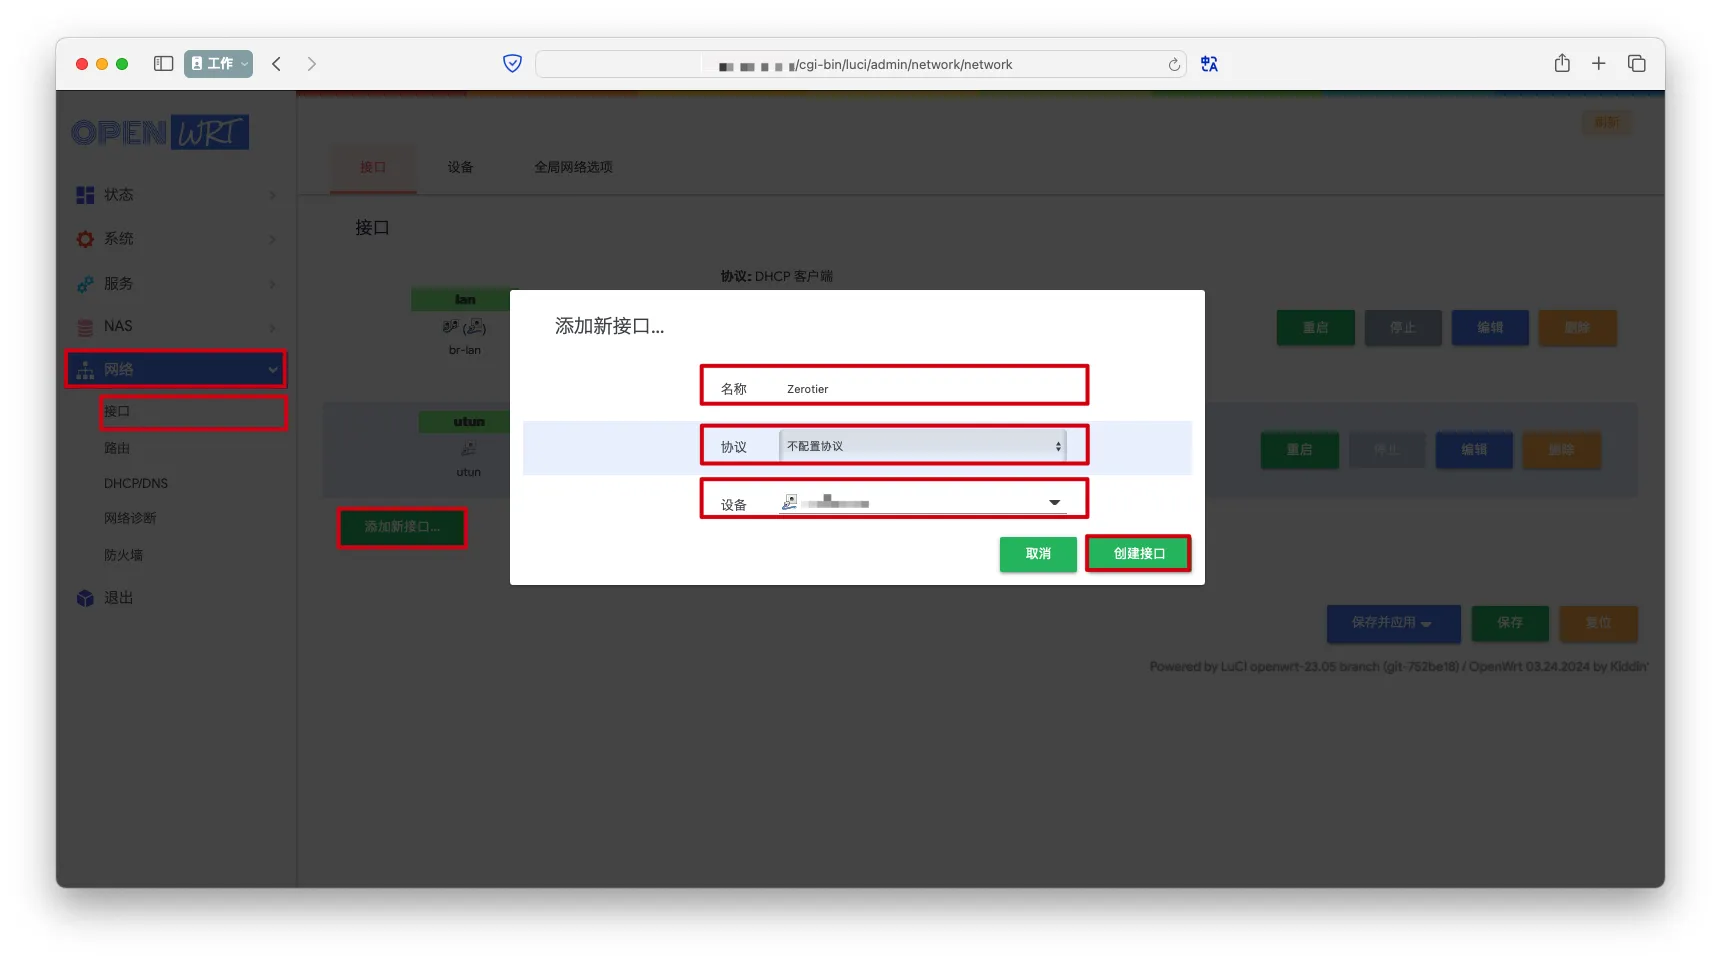 工作
/cgi-bin/luci/admin/network/network
OPENWRT
刷新
接口
设备
全局网络选项
状态
系统
服务
NAS
网络
接口
路由
DHCP/DNS
网络诊断
防火墙
退出
接口
协议: DHCP 客户端
lan
br-lan
重启
停止
编辑
删除
utun
utun
重启
停止
编辑
删除
添加新接口...
添加新接口...
名称
Zerotier
协议
不配置协议
设备
取消
创建接口
保存并应用
保存
复位
Powered by LuCI openwrt-23.05 branch (git-752be18) / OpenWrt 03.24.2024 by Kiddin'